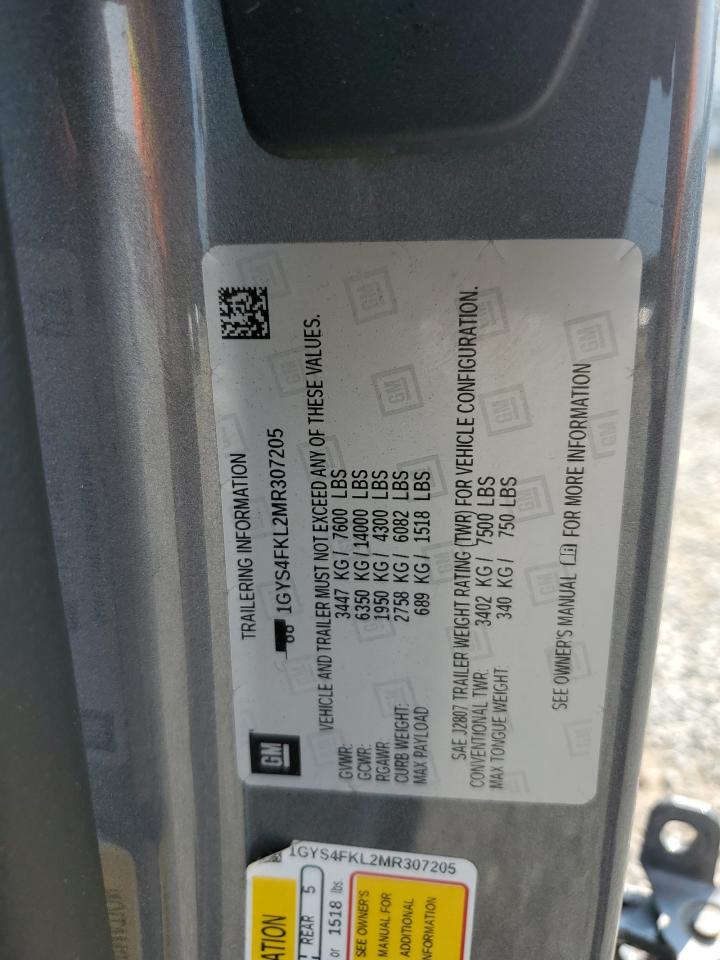 TRAILERING INFORMATION
1GYS4FKL2MR307205
GM
VEHICLE AND TRAILER MUST NOT EXCEED ANY OF THESE VALUES.
GVWR: 3447 KG/ 7600 LBS
GCWR: 6350 KG/14000 LBS
RGAWR: 1950 KG/ 4300 LBS
CURB WEIGHT: 2758 KG/ 6082 LBS
MAX PAYLOAD 689 KG/ 1518 LBS
SAE J2807 TRAILER WEIGHT RATING (TWR) FOR VEHICLE CONFIGURATION.
CONVENTIONAL TWR: 3402 KG/ 7500 LBS
MAX TONGUE WEIGHT: 340 KG/ 750 LBS
SEE OWNER'S MANUAL FOR MORE INFORMATION
1GYS4FKL2MR307205
REAR 5
or 1518 lbs
SEE OWNER'S
MANUAL FOR
ADDITIONAL